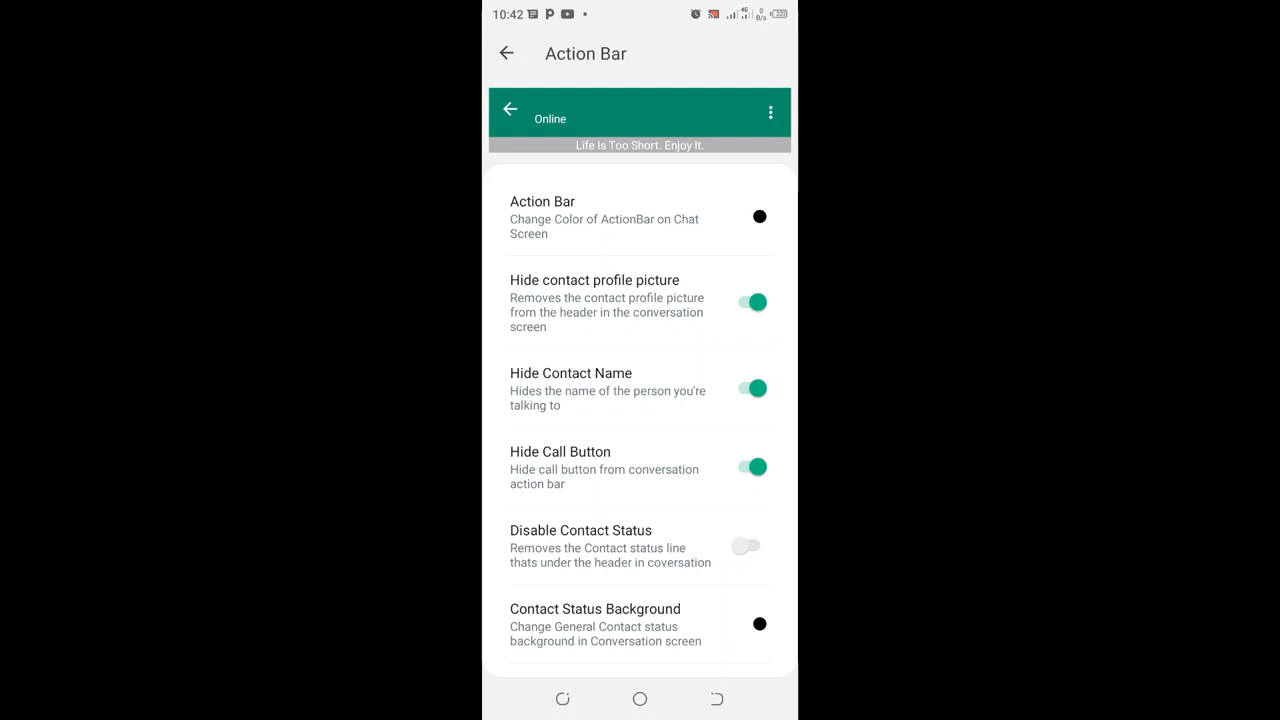 10:42
4G 0 B/s
Action Bar
Online
Life Is Too Short. Enjoy It.
Action Bar
Change Color of ActionBar on Chat
Screen
Hide contact profile picture
Removes the contact profile picture
from the header in the conversation
screen
Hide Contact Name
Hides the name of the person you're
talking to
Hide Call Button
Hide call button from conversation
action bar
Disable Contact Status
Removes the Contact status line
thats under the header in coversation
Contact Status Background
Change General Contact status
background in Conversation screen